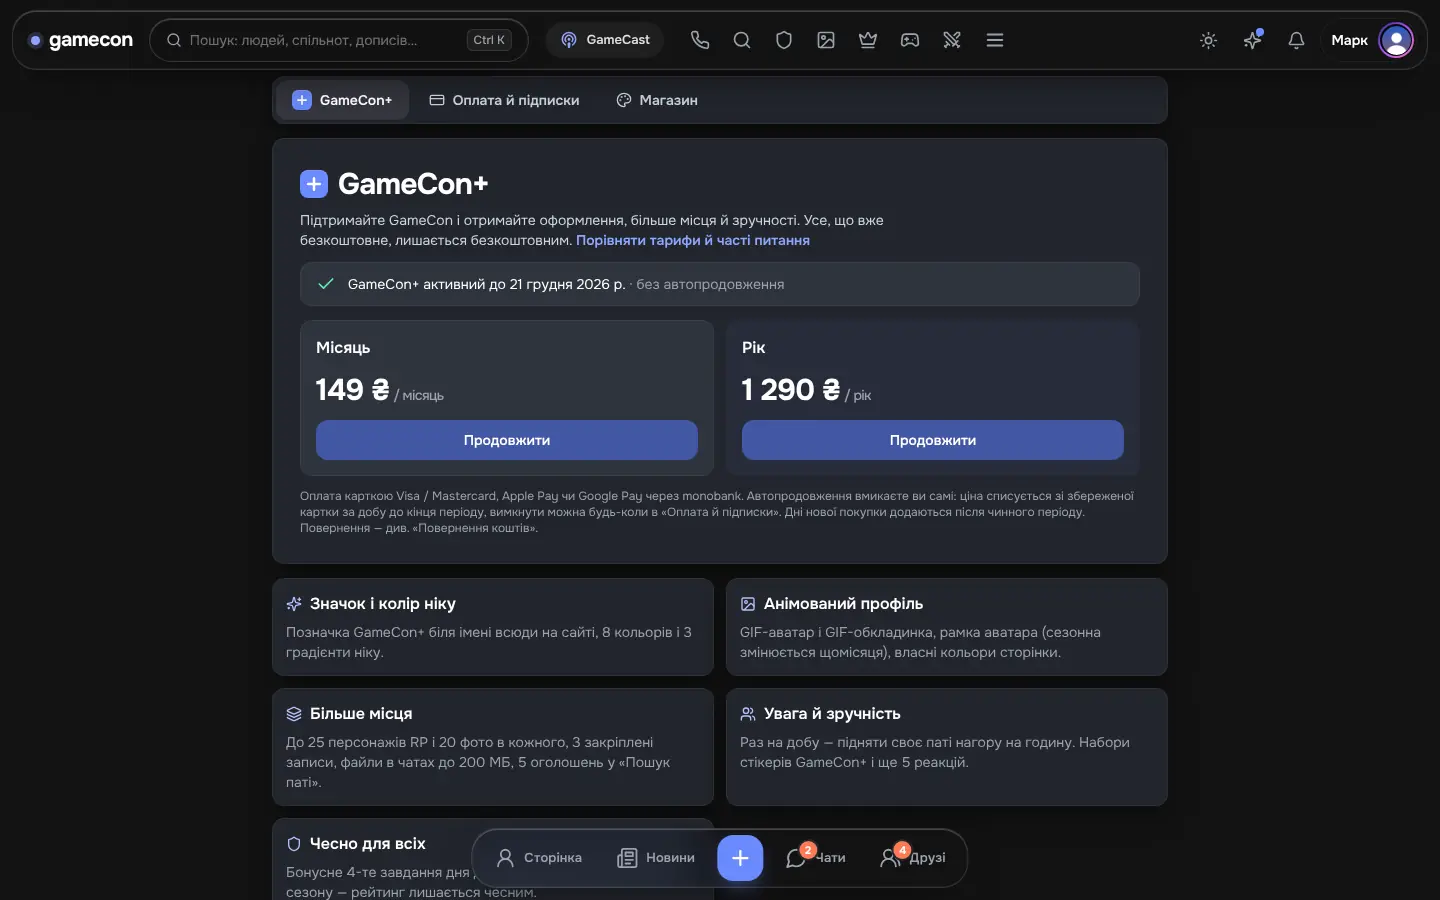 gamecon
Пошук: людей, спільнот, дописів...
Ctrl K
GameCast
Марк
GameCon+
Оплата й підписки
Магазин
GameCon+
Підтримайте GameCon і отримайте оформлення, більше місця й зручності. Усе, що вже
безкоштовне, лишається безкоштовним. Порівняти тарифи й часті питання
GameCon+ активний до 21 грудня 2026 р. · без автопродовження
Місяць
149 ₴ / місяць
Продовжити
Рік
1 290 ₴ / рік
Продовжити
Оплата карткою Visa / Mastercard, Apple Pay чи Google Pay через monobank. Автопродовження вмикаєте ви самі: ціна списується зі збереженої
картки за добу до кінця періоду, вимкнути можна будь-коли в «Оплата й підписки». Дні нової покупки додаються після чинного періоду.
Повернення — див. «Повернення коштів».
Значок і колір ніку
Позначка GameCon+ біля імені всюди на сайті, 8 кольорів і 3
градієнти ніку.
Анімований профіль
GIF-аватар і GIF-обкладинка, рамка аватара (сезонна
змінюється щомісяця), власні кольори сторінки.
Більше місця
До 25 персонажів RP і 20 фото в кожного, 3 закріплені
записи, файли в чатах до 200 МБ, 5 оголошень у «Пошук
паті».
Увага й зручність
Раз на добу — підняти своє паті нагору на годину. Набори
стікерів GameCon+ і ще 5 реакцій.
Чесно для всіх
Бонусне 4-те завдання дня
сезону — рейтинг лишається чесним.
Сторінка
Новини
2
Чати
4
Друзі